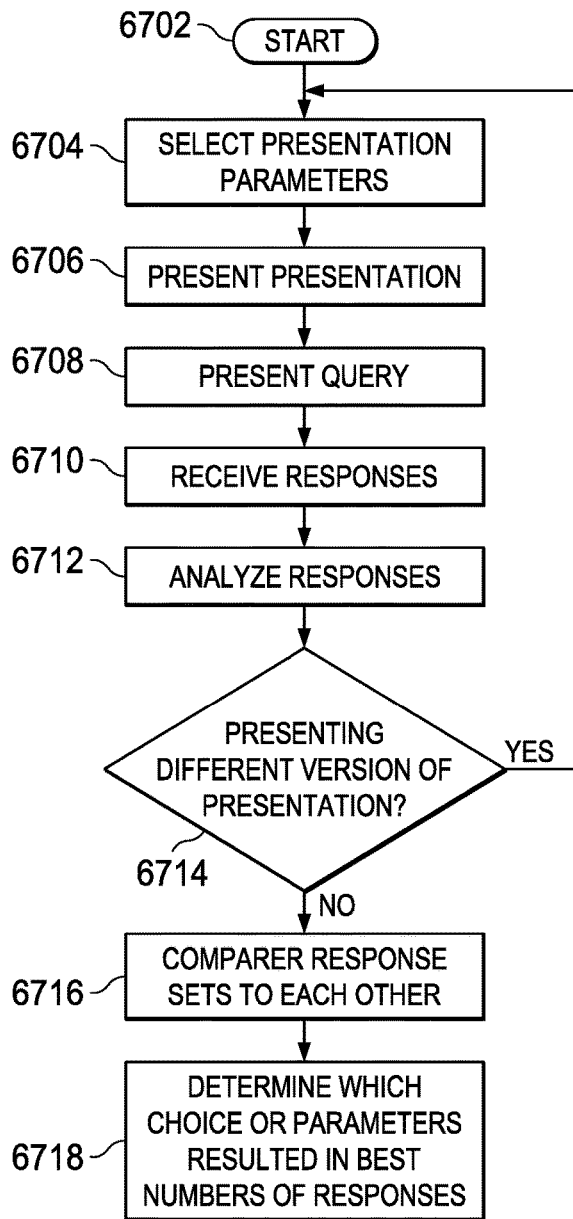 6702
START
6704
SELECT PRESENTATION
PARAMETERS
6706
PRESENT PRESENTATION
6708
PRESENT QUERY
6710
RECEIVE RESPONSES
6712
ANALYZE RESPONSES
PRESENTING
DIFFERENT VERSION OF
PRESENTATION?
YES
6714
NO
6716
COMPARER RESPONSE
SETS TO EACH OTHER
6718
DETERMINE WHICH
CHOICE OR PARAMETERS
RESULTED IN BEST
NUMBERS OF RESPONSES